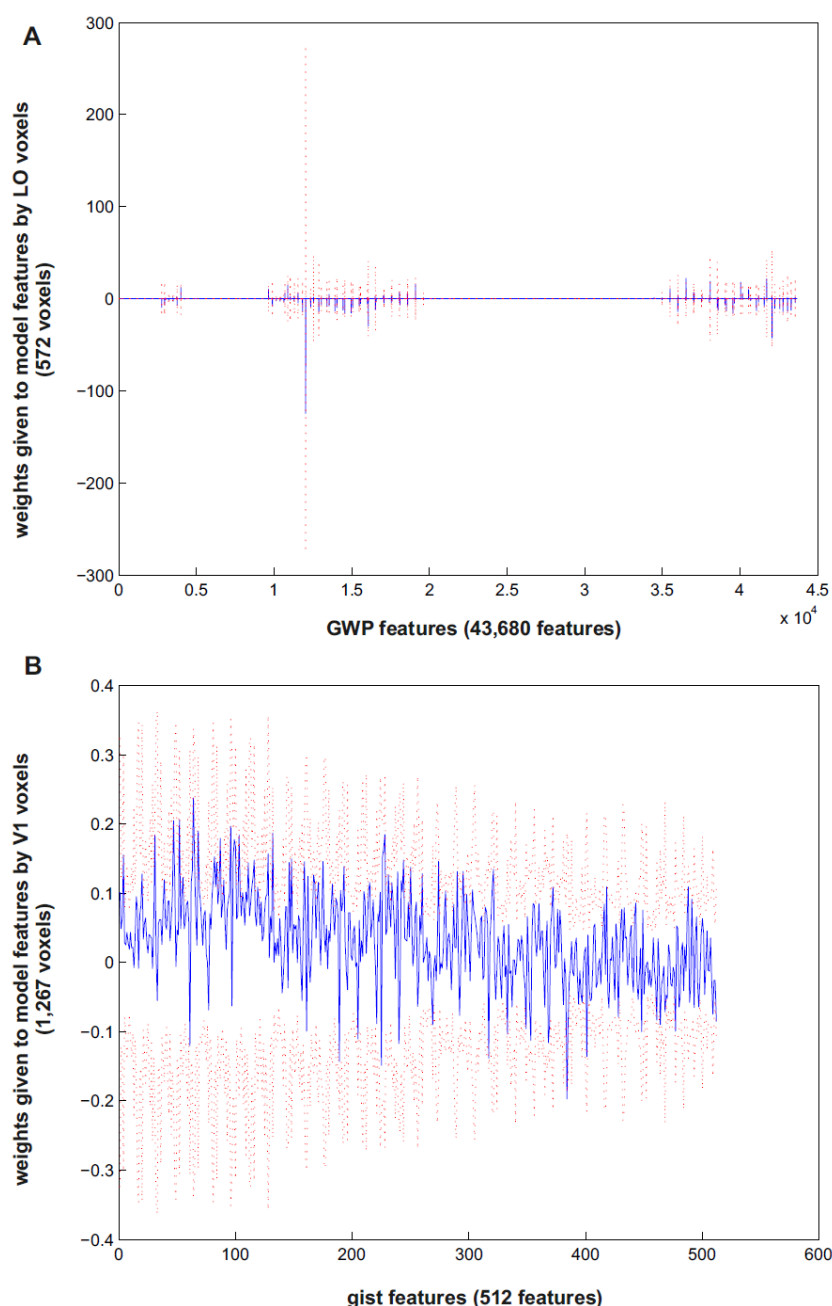 A
300
200
100
0
−100
−200
−300
weights given to model features by LO voxels
(572 voxels)
0 0.5 1 1.5 2 2.5 3 3.5 4 4.5
x 10⁴
GWP features (43,680 features)
B
0.4
0.3
0.2
0.1
0
−0.1
−0.2
−0.3
−0.4
weights given to model features by V1 voxels
(1,267 voxels)
0 100 200 300 400 500 600
gist features (512 features)